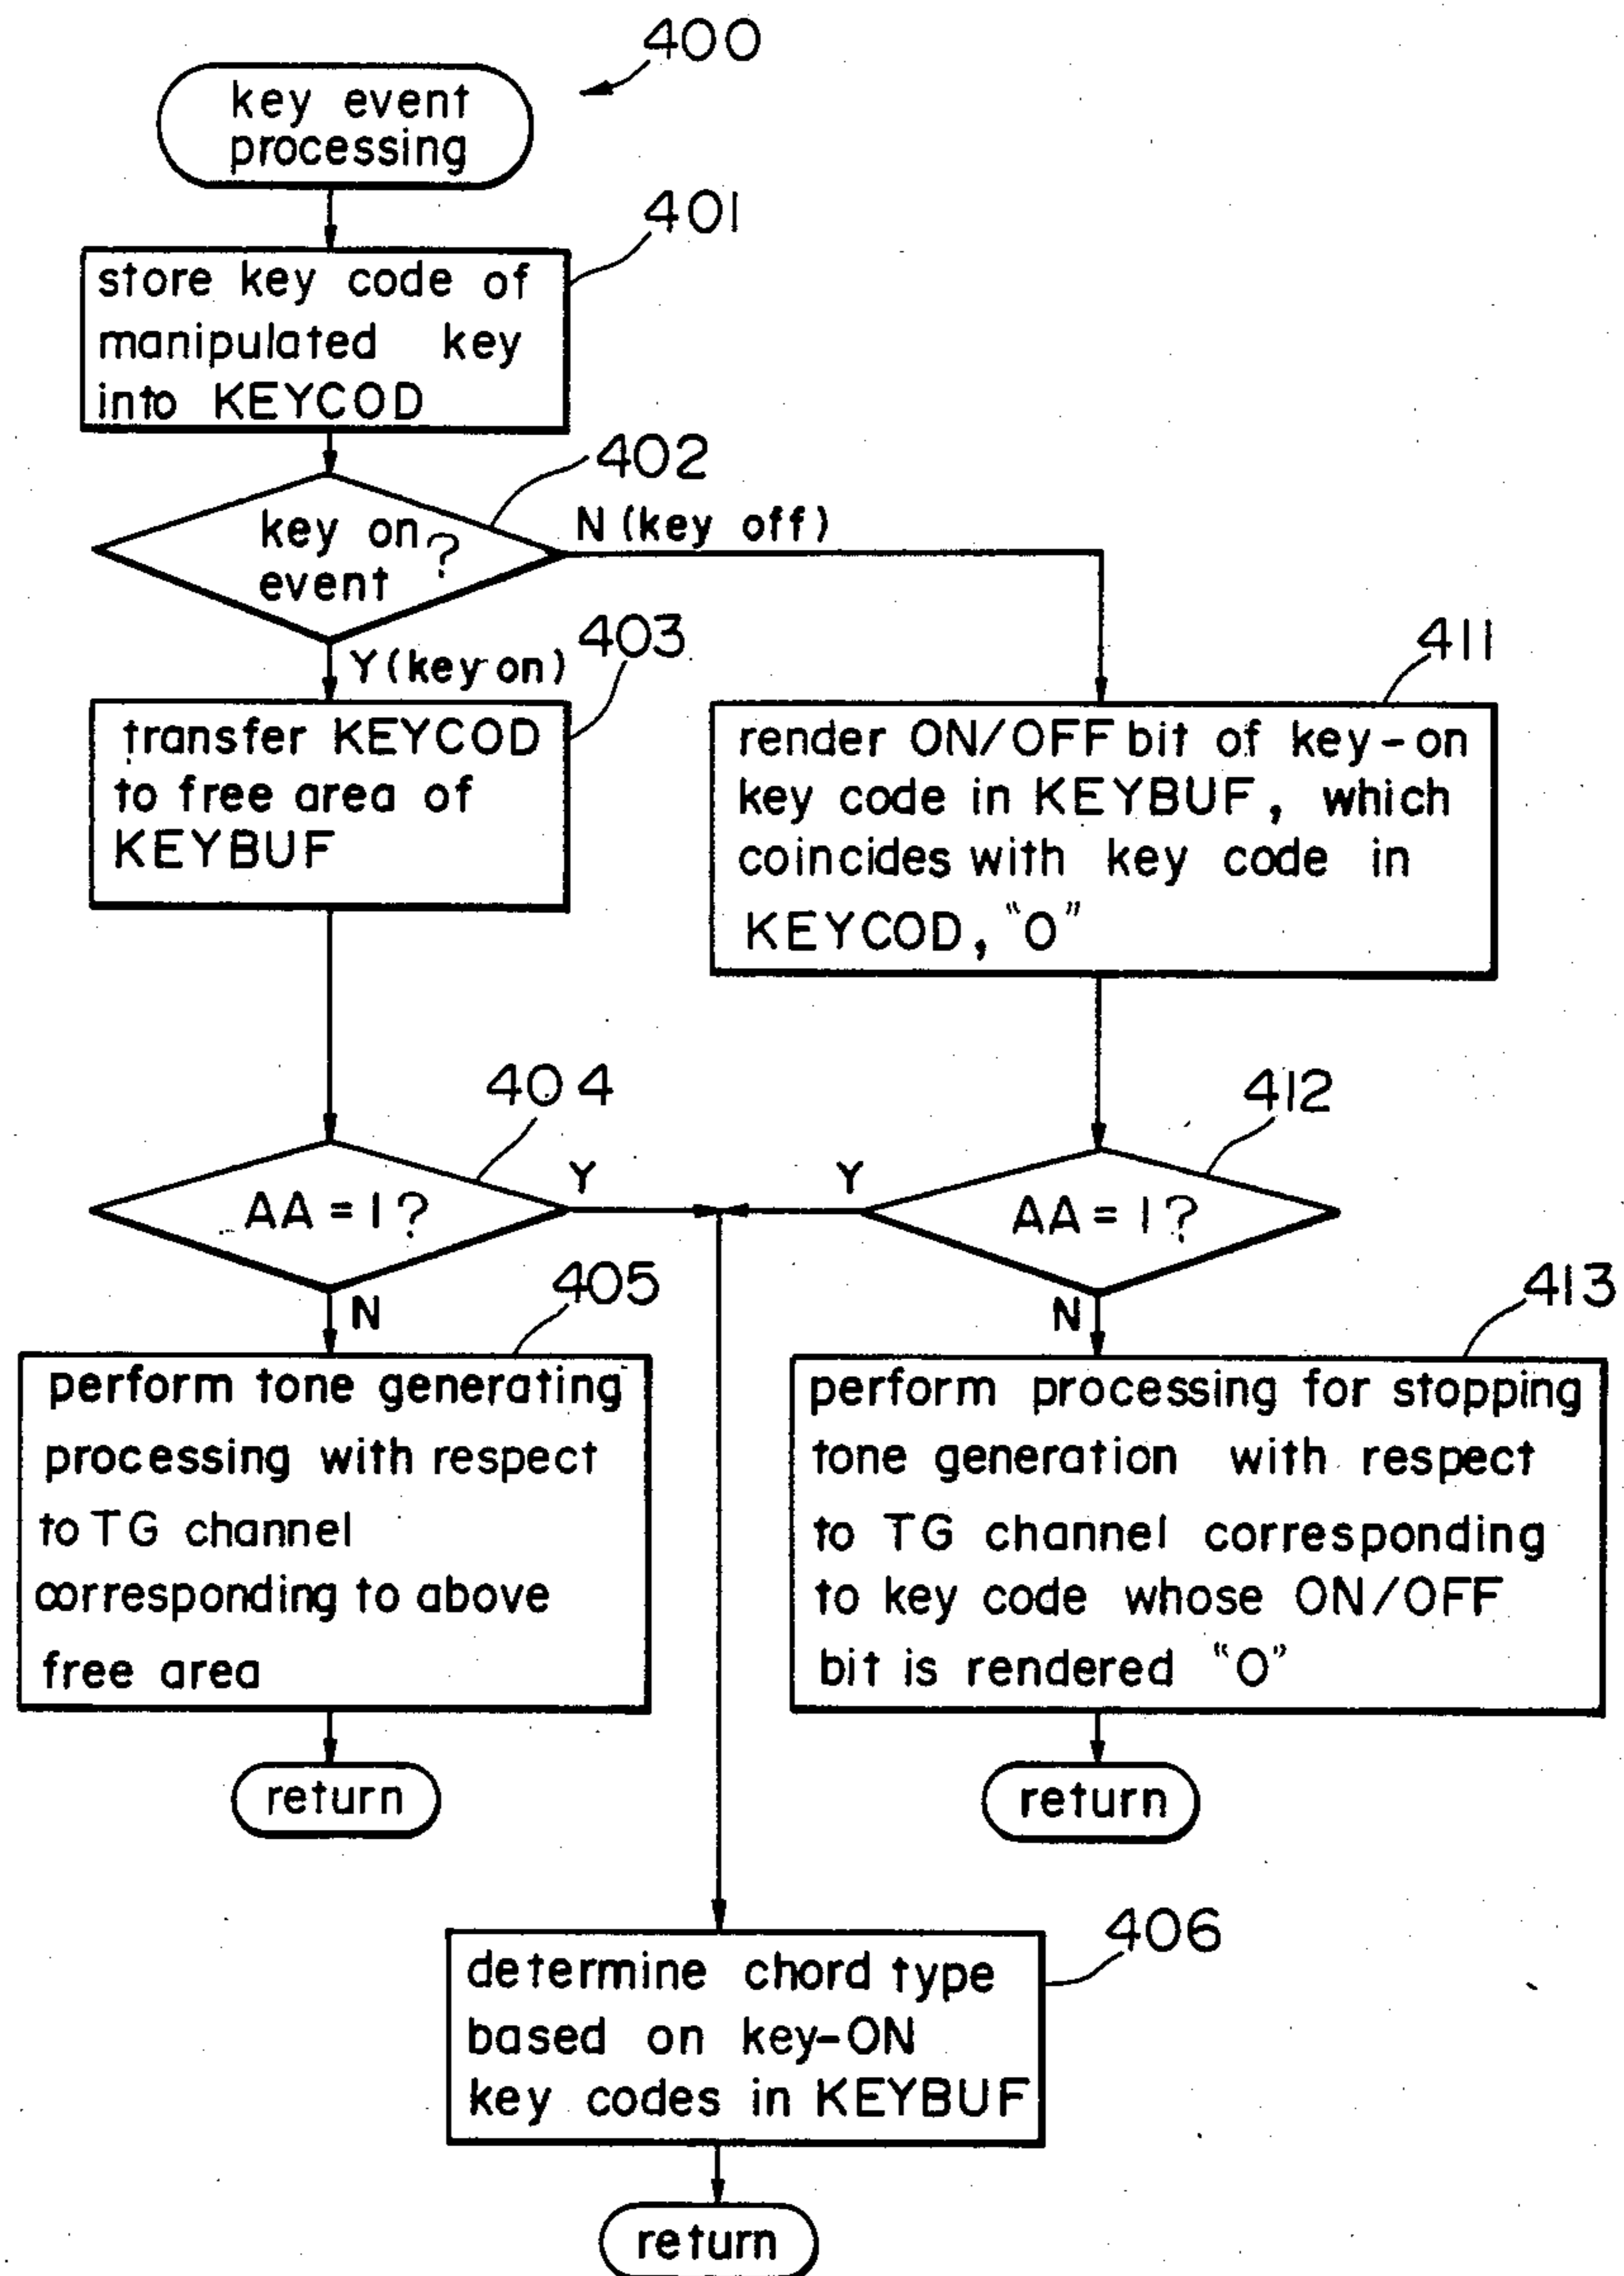 400
key event
processing
401
store key code of
manipulated key
into KEYCOD
402
key on
event ?
N (key off)
Y (key on)
403
transfer KEYCOD
to free area of
KEYBUF
411
render ON/OFF bit of key-on
key code in KEYBUF, which
coincides with key code in
KEYCOD, "0"
404
AA = 1 ?
Y
N
412
AA = 1 ?
Y
N
405
perform tone generating
processing with respect
to TG channel
corresponding to above
free area
return
413
perform processing for stopping
tone generation with respect
to TG channel corresponding
to key code whose ON/OFF
bit is rendered "0"
return
406
determine chord type
based on key-ON
key codes in KEYBUF
return